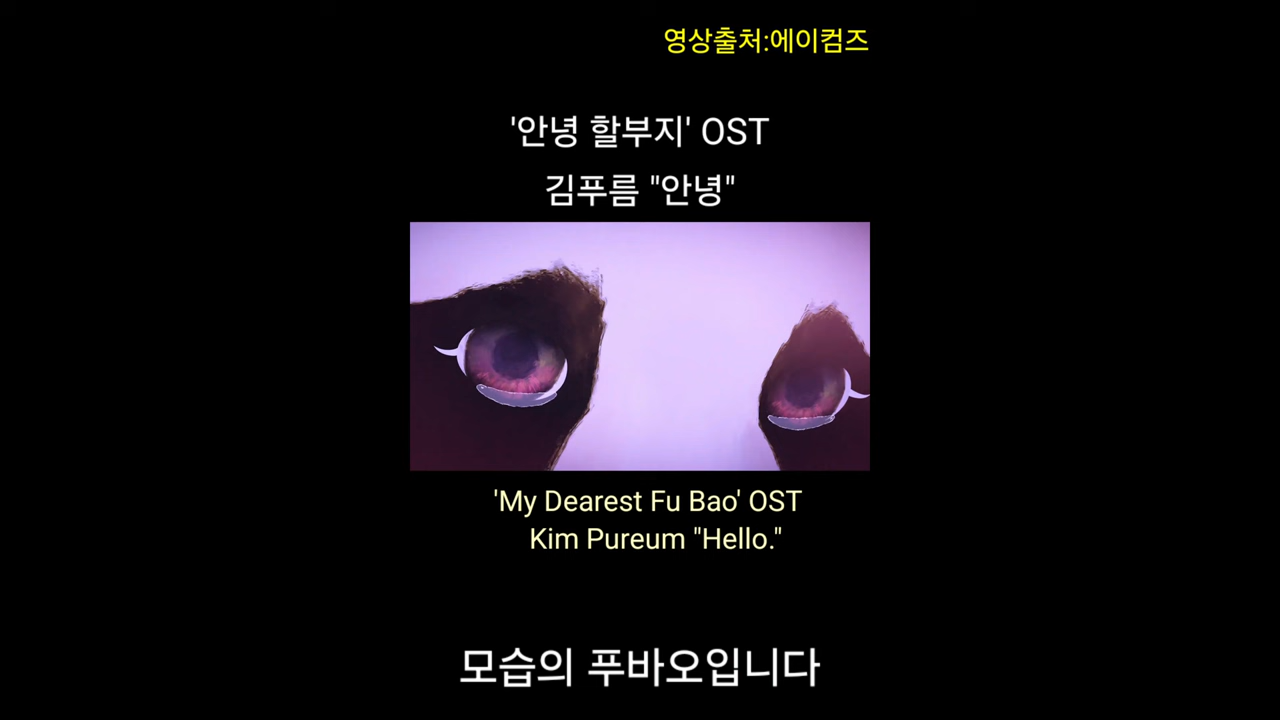 영상출처:에이컴즈
'안녕 할부지' OST
김푸름 "안녕"
'My Dearest Fu Bao' OST
Kim Pureum "Hello."
모습의 푸바오입니다